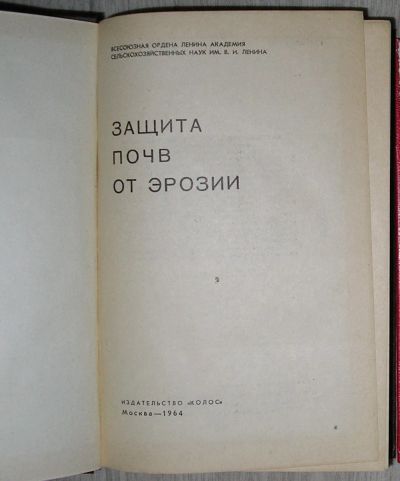 ВСЕСОЮЗНАЯ ОРДЕНА ЛЕНИНА АКАДЕМИЯ
СЕЛЬСКОХОЗЯЙСТВЕННЫХ НАУК ИМ. В. И. ЛЕНИНА
ЗАЩИТА
ПОЧВ
ОТ ЭРОЗИИ
ИЗДАТЕЛЬСТВО «КОЛОС»
Москва—1964